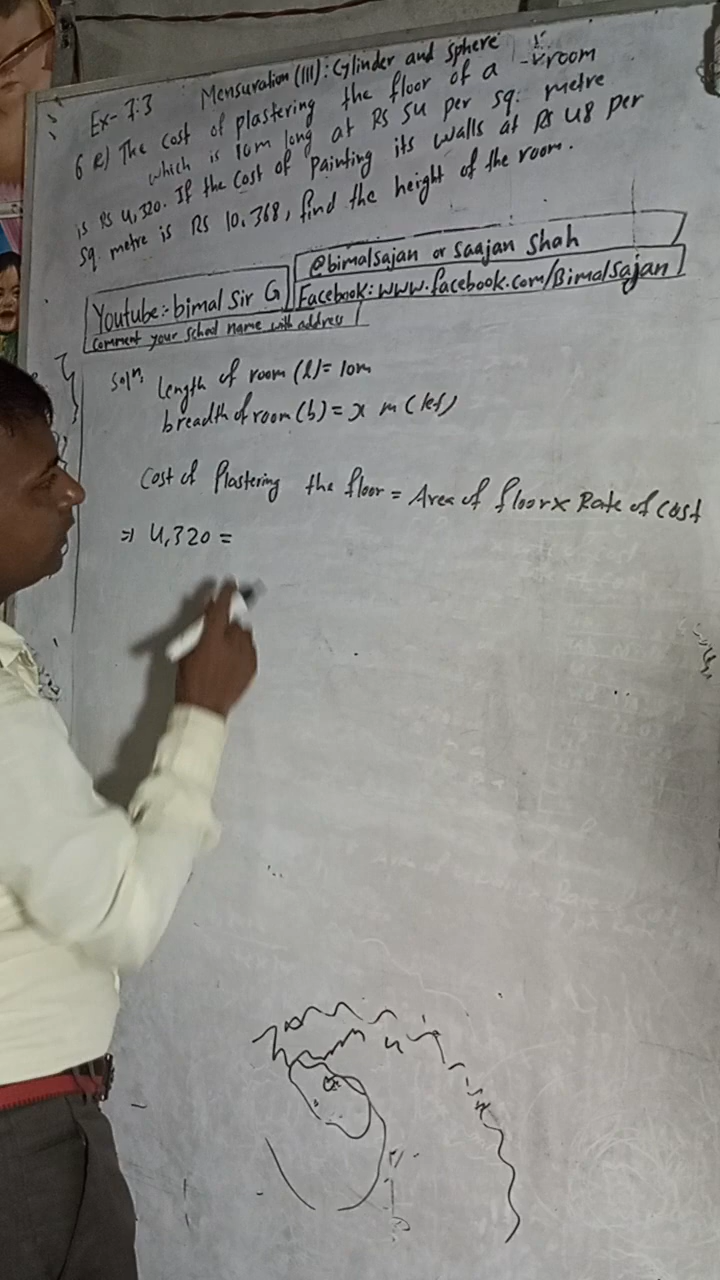 Ex- 7.3 Mensuration (III): Cylinder and sphere
6 e) The cost of plastering the floor of a room
which is 10m long at Rs 54 per sq. metre
is Rs 4,320. If the cost of painting its walls at Rs 48 per
sq. metre is Rs 10,368, find the height of the room.
@bimalsajan or Saajan Shah
Youtube:- bimal Sir G
Facebook: www.facebook.com/BimalSajan
Comment your school name with address
Solⁿ, length of room (l) = 10m
breadth of room (b) = x m (let)
Cost of Plastering the floor = Area of floor x Rate of cost
⇒ 4,320 =